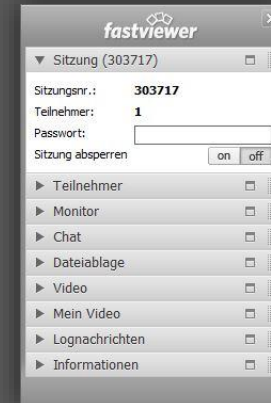 fastviewer
Sitzung (303717)
Sitzungsnr.: 303717
Teilnehmer: 1
Passwort:
Sitzung absperren on off
Teilnehmer
Monitor
Chat
Dateiablage
Video
Mein Video
Lognachrichten
Informationen